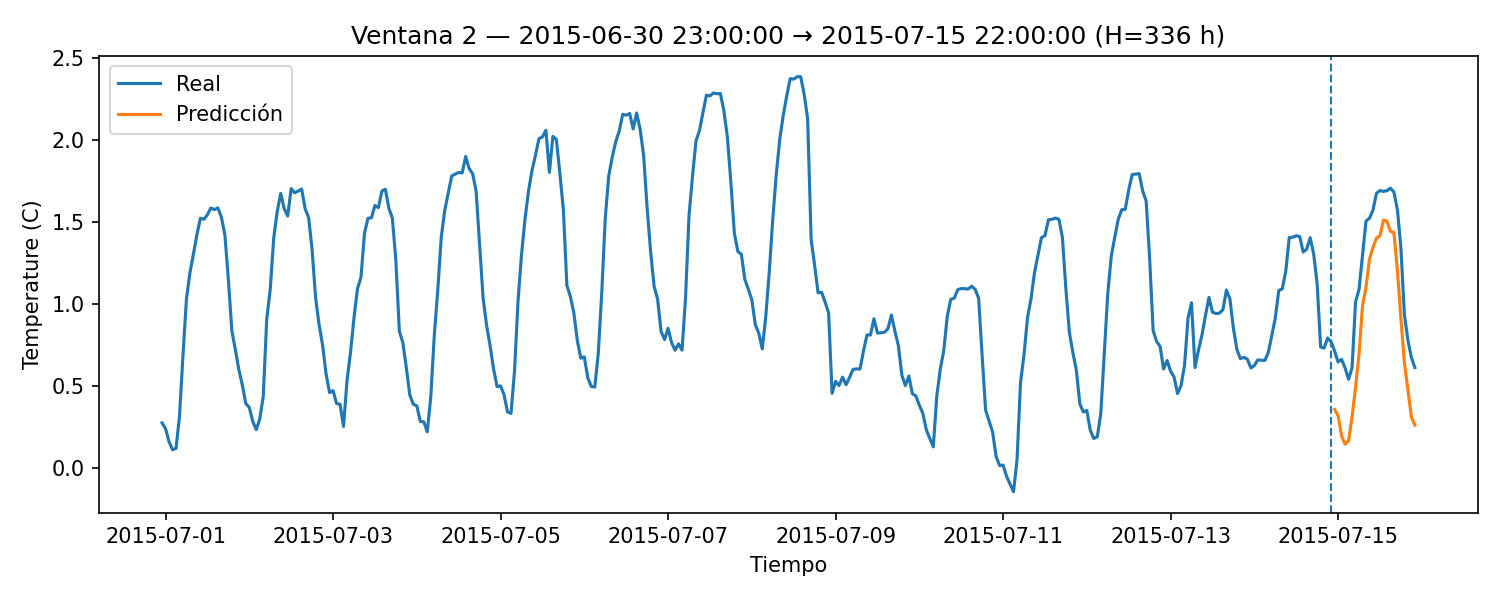 Ventana 2 — 2015-06-30 23:00:00 → 2015-07-15 22:00:00 (H=336 h)
Real
Predicción
Temperature (C)
2.5
2.0
1.5
1.0
0.5
0.0
2015-07-01 2015-07-03 2015-07-05 2015-07-07 2015-07-09 2015-07-11 2015-07-13 2015-07-15
Tiempo